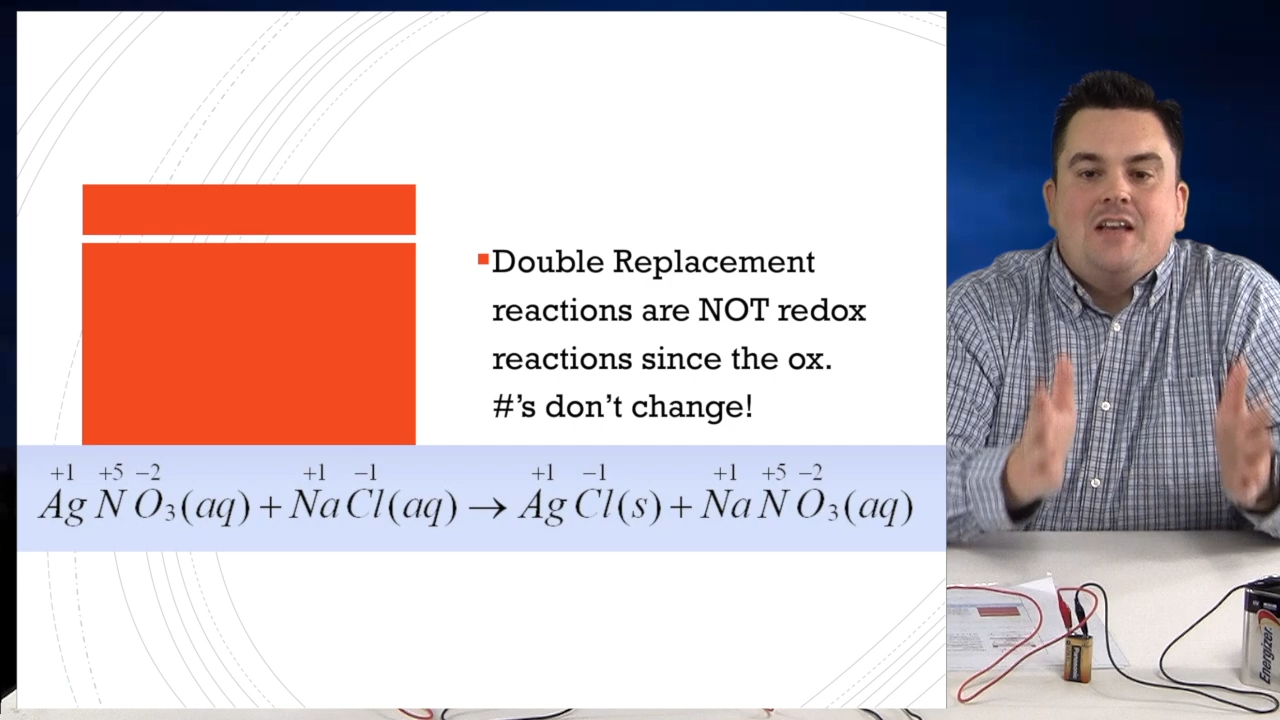 Double Replacement
reactions are NOT redox
reactions since the ox.
#’s don’t change!
+1 +5 −2 +1 −1 +1 −1 +1 +5 −2
AgNO₃(aq) + NaCl(aq) → AgCl(s) + NaNO₃(aq)
Energizer
Panasonic